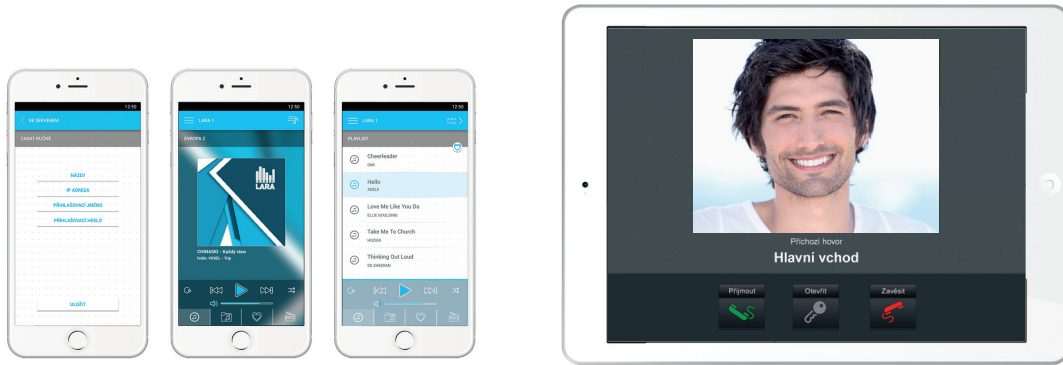 12:50
SE SERVEREM
ZADAT RUČNĚ
NÁZEV
IP ADRESA
PŘIHLAŠOVACÍ JMÉNO
PŘIHLAŠOVACÍ HESLO
ULOŽIT
12:50
LARA 1
EVROPA 2
LARA
CHINASKI - Každý ráno
hrálo: VOXEL - Trip
12:50
LARA 1
PLAYLIST
Cheerleader
OMI
Hello
ADELE
Love Me Like You Do
ELLIE GOULDING
Take Me To Church
HOZIER
Thinking Out Loud
ED SHEERAN
Příchozí hovor
Hlavní vchod
Přijmout
Otevřít
Zavěsit